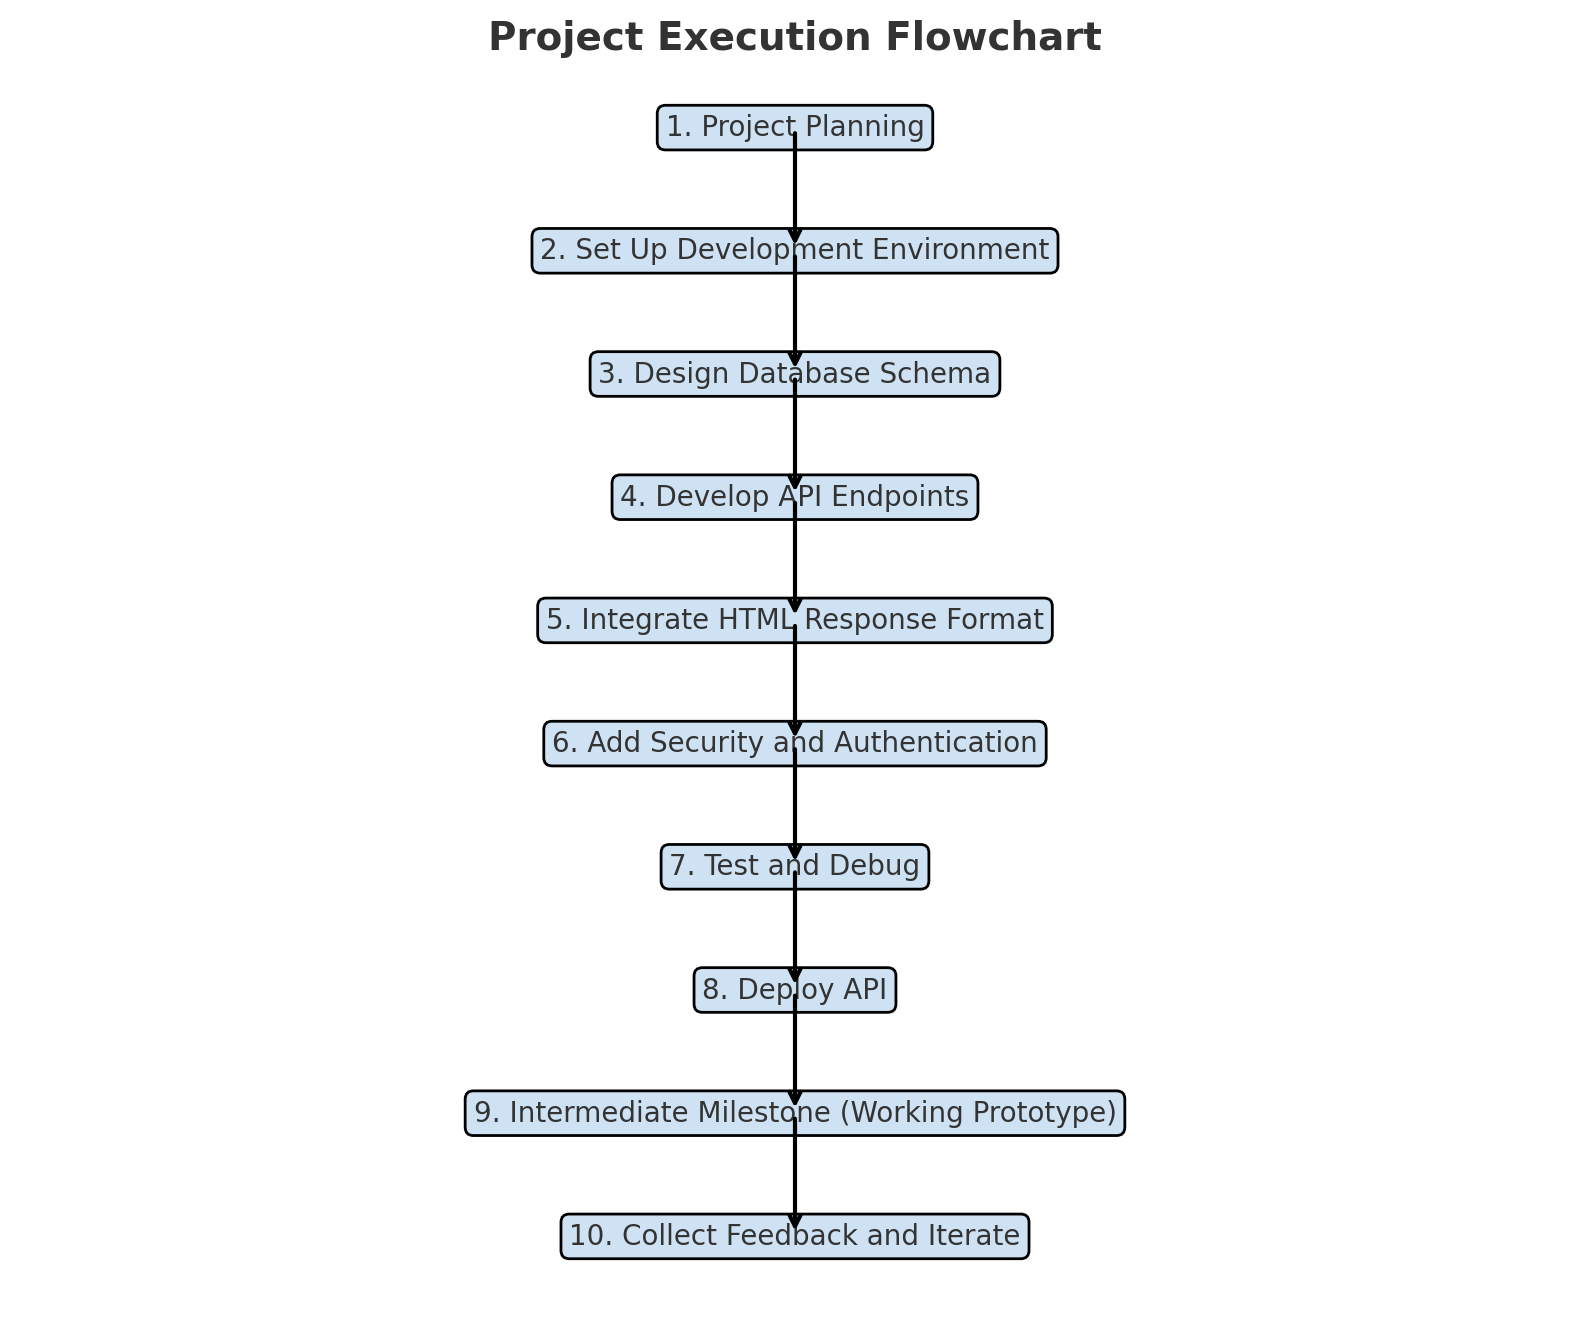 Project Execution Flowchart
1. Project Planning
2. Set Up Development Environment
3. Design Database Schema
4. Develop API Endpoints
5. Integrate HTML Response Format
6. Add Security and Authentication
7. Test and Debug
8. Deploy API
9. Intermediate Milestone (Working Prototype)
10. Collect Feedback and Iterate